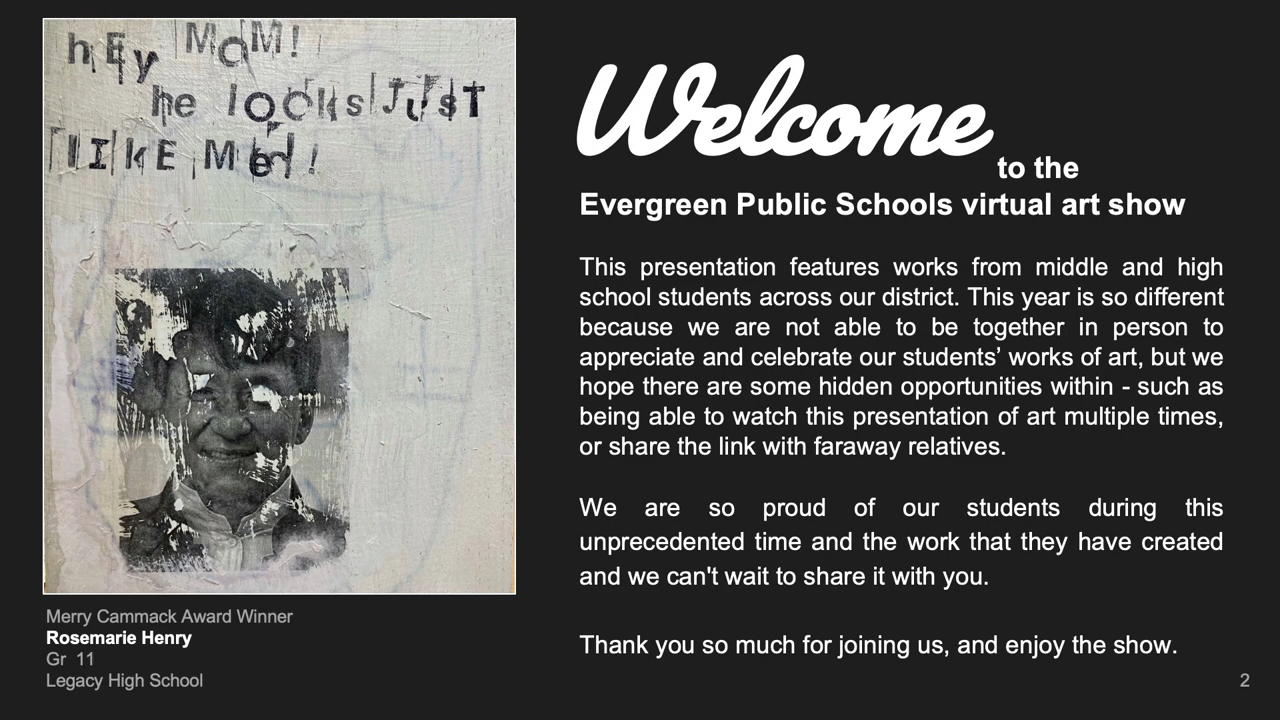 hEy MoM!
he looks JusT
lIkE Me!
Merry Cammack Award Winner
Rosemarie Henry
Gr 11
Legacy High School
Welcome to the
Evergreen Public Schools virtual art show
This presentation features works from middle and high
school students across our district. This year is so different
because we are not able to be together in person to
appreciate and celebrate our students’ works of art, but we
hope there are some hidden opportunities within - such as
being able to watch this presentation of art multiple times,
or share the link with faraway relatives.
We are so proud of our students during this
unprecedented time and the work that they have created
and we can't wait to share it with you.
Thank you so much for joining us, and enjoy the show.
2